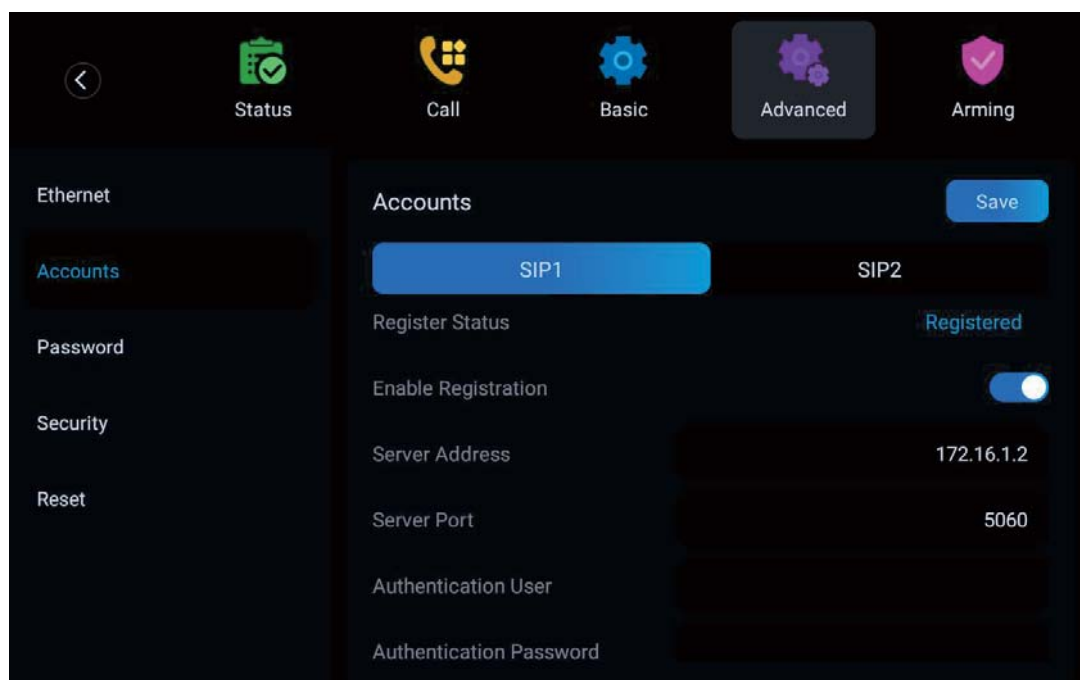 Status Call Basic Advanced Arming
Ethernet
Accounts
Password
Security
Reset
Accounts Save
SIP1 SIP2
Register Status Registered
Enable Registration
Server Address 172.16.1.2
Server Port 5060
Authentication User
Authentication Password